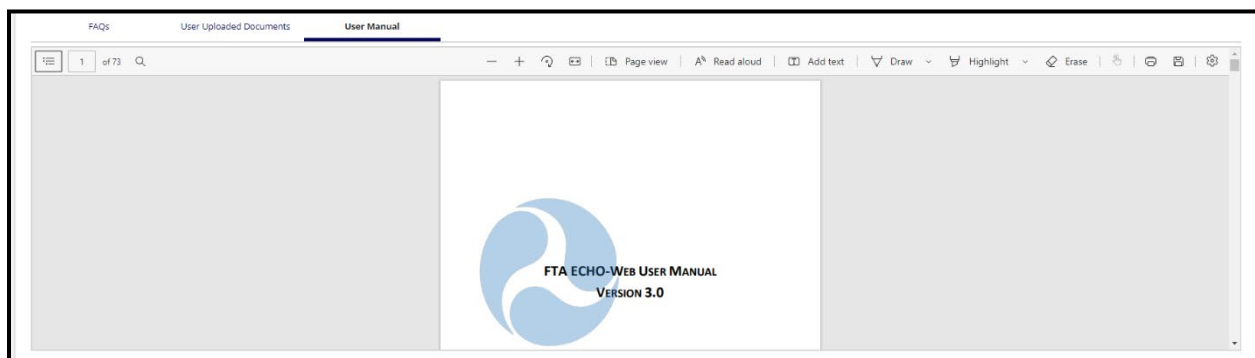 FAQs User Uploaded Documents User Manual
1 of 73 Page view Read aloud Add text Draw Highlight Erase
FTA ECHO-WEB USER MANUAL
VERSION 3.0